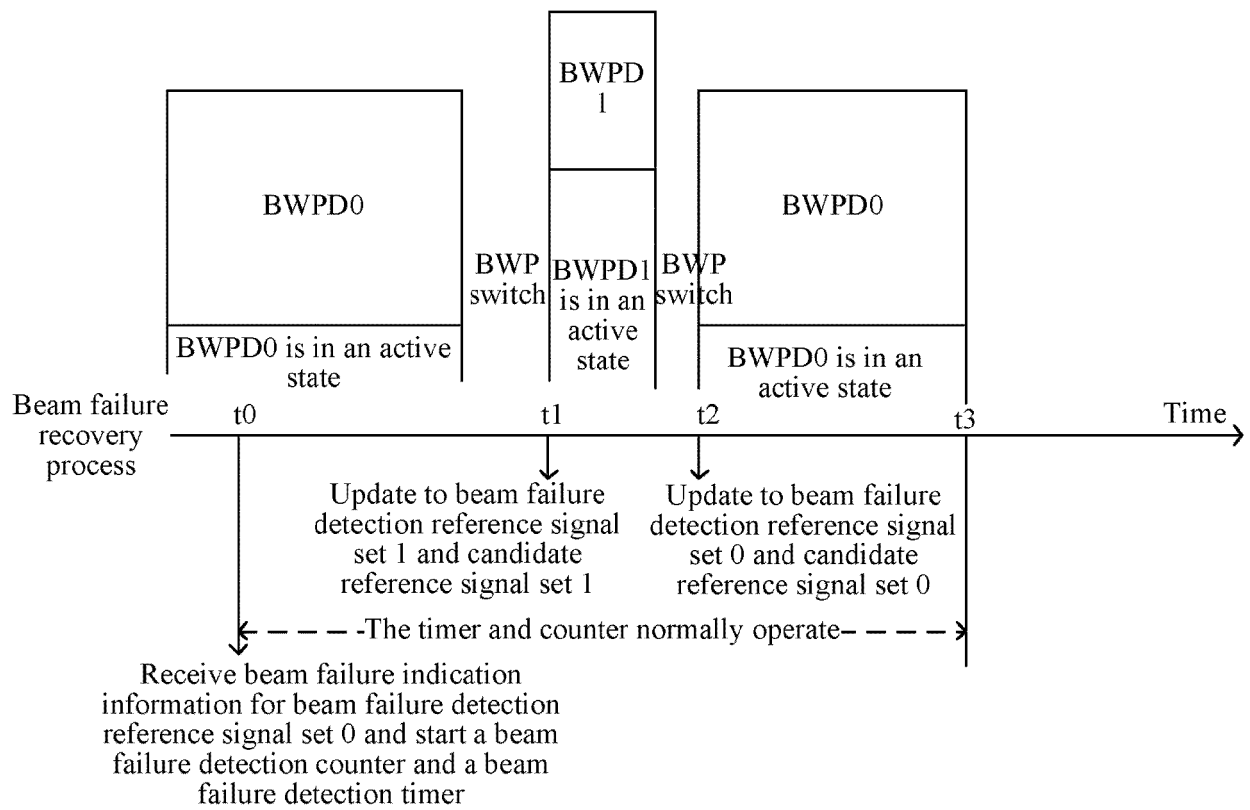 BWPD
1
BWPD0
BWPD0
BWP
switch
BWPD1
is in an
active
state
BWP
switch
BWPD0 is in an active
state
BWPD0 is in an
active state
Beam failure
recovery
process
t0
t1
t2
t3
Time
Update to beam failure
detection reference signal
set 1 and candidate
reference signal set 1
Update to beam failure
detection reference signal
set 0 and candidate
reference signal set 0
The timer and counter normally operate
Receive beam failure indication
information for beam failure detection
reference signal set 0 and start a beam
failure detection counter and a beam
failure detection timer